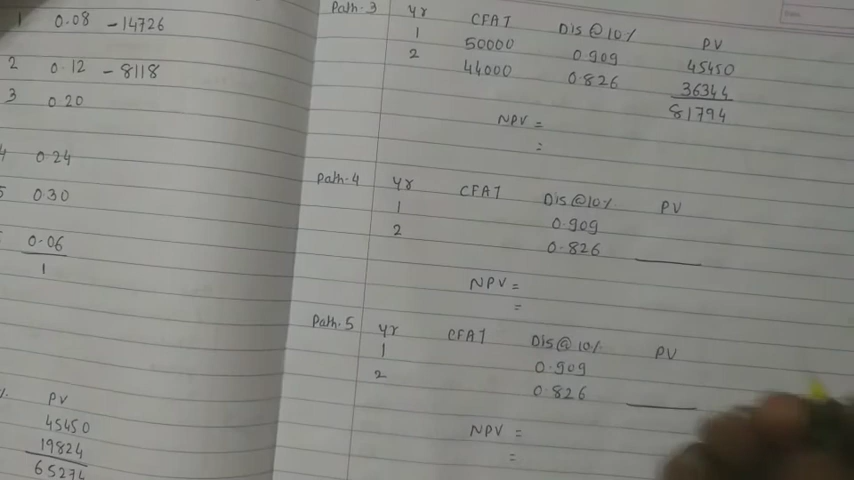 1 0.08 -14726
2 0.12 -8118
3 0.20
4 0.24
5 0.30
0.06
1
PV
45450
19824
65274
Path-3 Yr CFAT Dis@10% PV
1 50000 0.909 45450
2 44000 0.826 36344
81794
NPV =
=
Path-4 Yr CFAT Dis@10% PV
1 0.909
2 0.826
NPV =
=
Path-5 Yr CFAT Dis@10% PV
1 0.909
2 0.826
NPV =
=